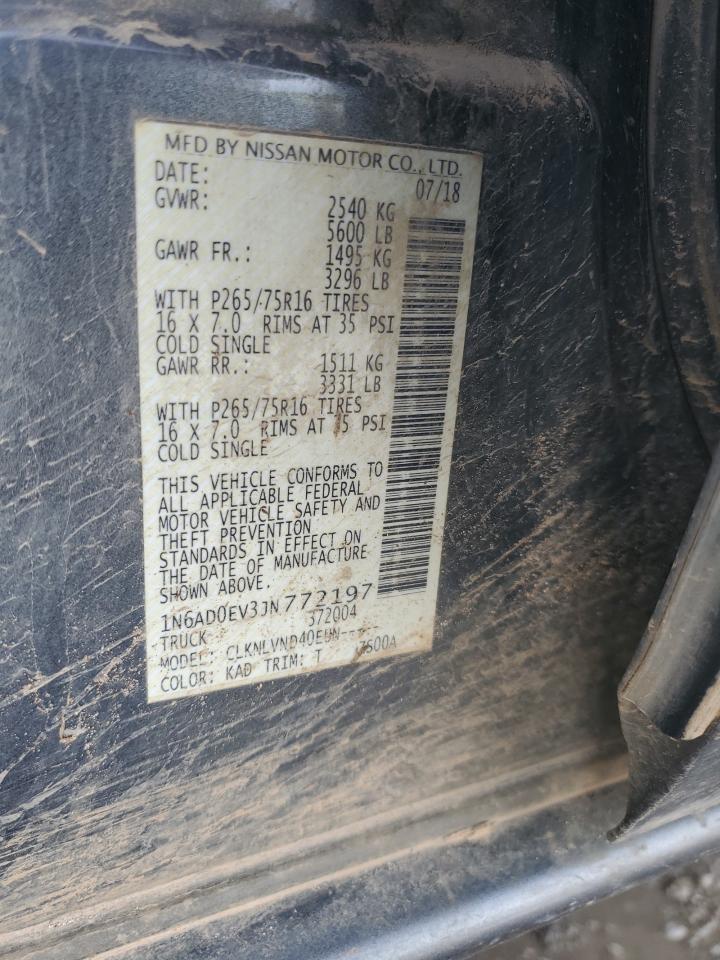 MFD BY NISSAN MOTOR CO., LTD.
DATE: 07/18
GVWR: 2540 KG
5600 LB
GAWR FR.: 1495 KG
3296 LB
WITH P265/75R16 TIRES
16 X 7.0 RIMS AT 35 PSI
COLD SINGLE
GAWR RR.: 1511 KG
3331 LB
WITH P265/75R16 TIRES
16 X 7.0 RIMS AT 35 PSI
COLD SINGLE
THIS VEHICLE CONFORMS TO
ALL APPLICABLE FEDERAL
MOTOR VEHICLE SAFETY AND
THEFT PREVENTION
STANDARDS IN EFFECT ON
THE DATE OF MANUFACTURE
SHOWN ABOVE.
1N6AD0EV3JN772197
TRUCK 372004
MODEL: CLKNLVND40EUN--
COLOR: KAD TRIM: T